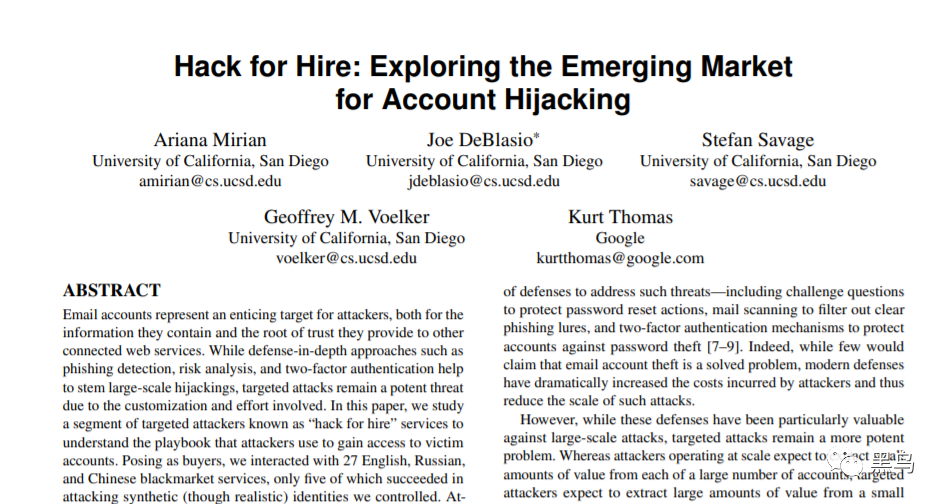 Hack for Hire: Exploring the Emerging Market
for Account Hijacking
Ariana Mirian
University of California, San Diego
amirian@cs.ucsd.edu
Joe DeBlasio*
University of California, San Diego
jdeblasio@cs.ucsd.edu
Stefan Savage
University of California, San Diego
savage@cs.ucsd.edu
Geoffrey M. Voelker
University of California, San Diego
voelker@cs.ucsd.edu
Kurt Thomas
Google
kurtthomas@google.com
ABSTRACT
Email accounts represent an enticing target for attackers, both for the
information they contain and the root of trust they provide to other
connected web services. While defense-in-depth approaches such as
phishing detection, risk analysis, and two-factor authentication help
to stem large-scale hijackings, targeted attacks remain a potent threat
due to the customization and effort involved. In this paper, we study
a segment of targeted attackers known as “hack for hire” services to
understand the playbook that attackers use to gain access to victim
accounts. Posing as buyers, we interacted with 27 English, Russian,
and Chinese blackmarket services, only five of which succeeded in
attacking synthetic (though realistic) identities we controlled. At-
of defenses to address such threats—including challenge questions
to protect password reset actions, mail scanning to filter out clear
phishing lures, and two-factor authentication mechanisms to protect
accounts against password theft [7–9]. Indeed, while few would
claim that email account theft is a solved problem, modern defenses
have dramatically increased the costs incurred by attackers and thus
reduce the scale of such attacks.
However, while these defenses have been particularly valuable
against large-scale attacks, targeted attacks remain a more potent
problem. Whereas attackers operating at scale expect to
amounts of value from each of a large number of accounts, targeted
attackers expect to extract large amounts of value from a small
黑鸟